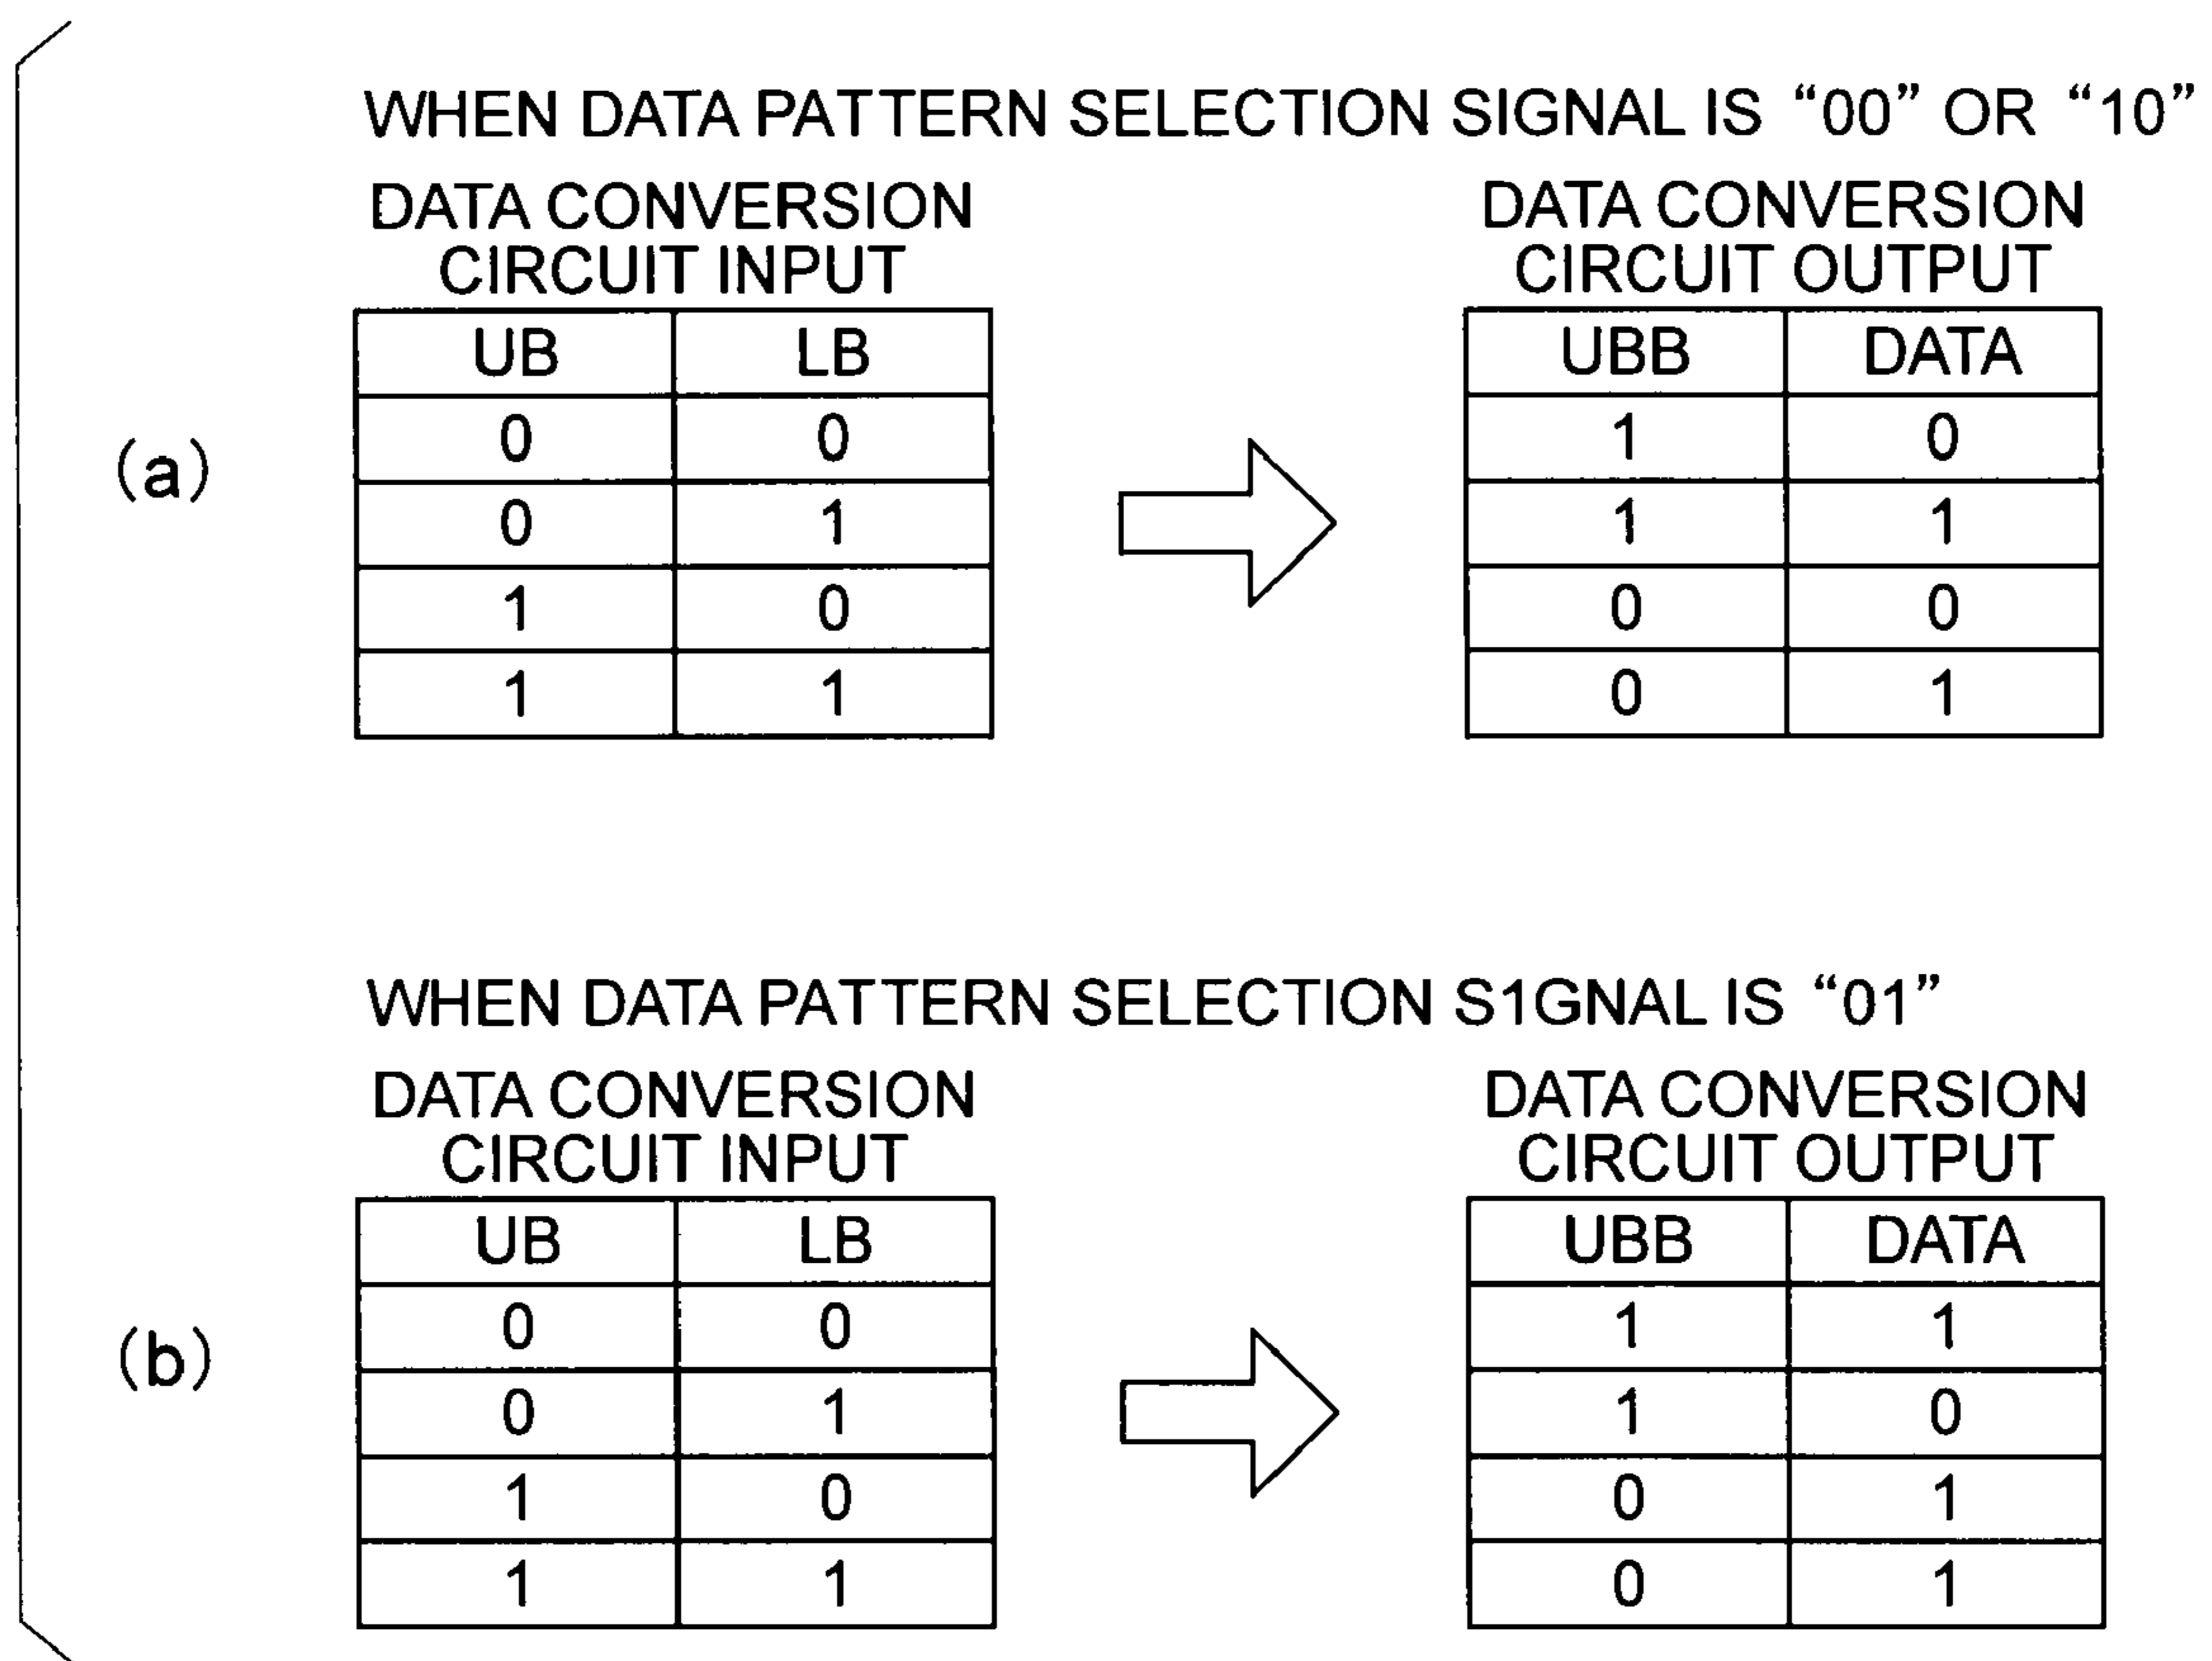 WHEN DATA PATTERN SELECTION SIGNAL IS “00” OR “10”
DATA CONVERSION
CIRCUIT INPUT
DATA CONVERSION
CIRCUIT OUTPUT
(a)
UB LB
0 0
0 1
1 0
1 1
UBB DATA
1 0
1 1
0 0
0 1
WHEN DATA PATTERN SELECTION S1GNAL IS “01”
DATA CONVERSION
CIRCUIT INPUT
DATA CONVERSION
CIRCUIT OUTPUT
(b)
UB LB
0 0
0 1
1 0
1 1
UBB DATA
1 1
1 0
0 1
0 1